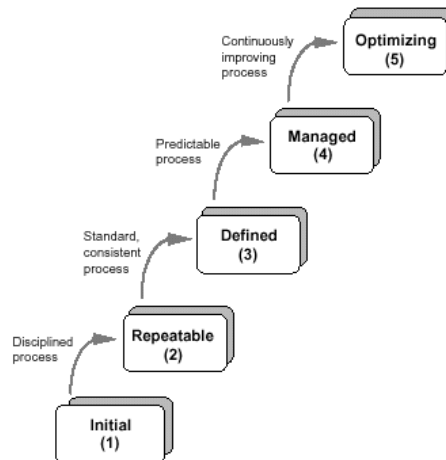 Continuously
improving
process
Optimizing
(5)
Predictable
process
Managed
(4)
Standard,
consistent
process
Defined
(3)
Disciplined
process
Repeatable
(2)
Initial
(1)